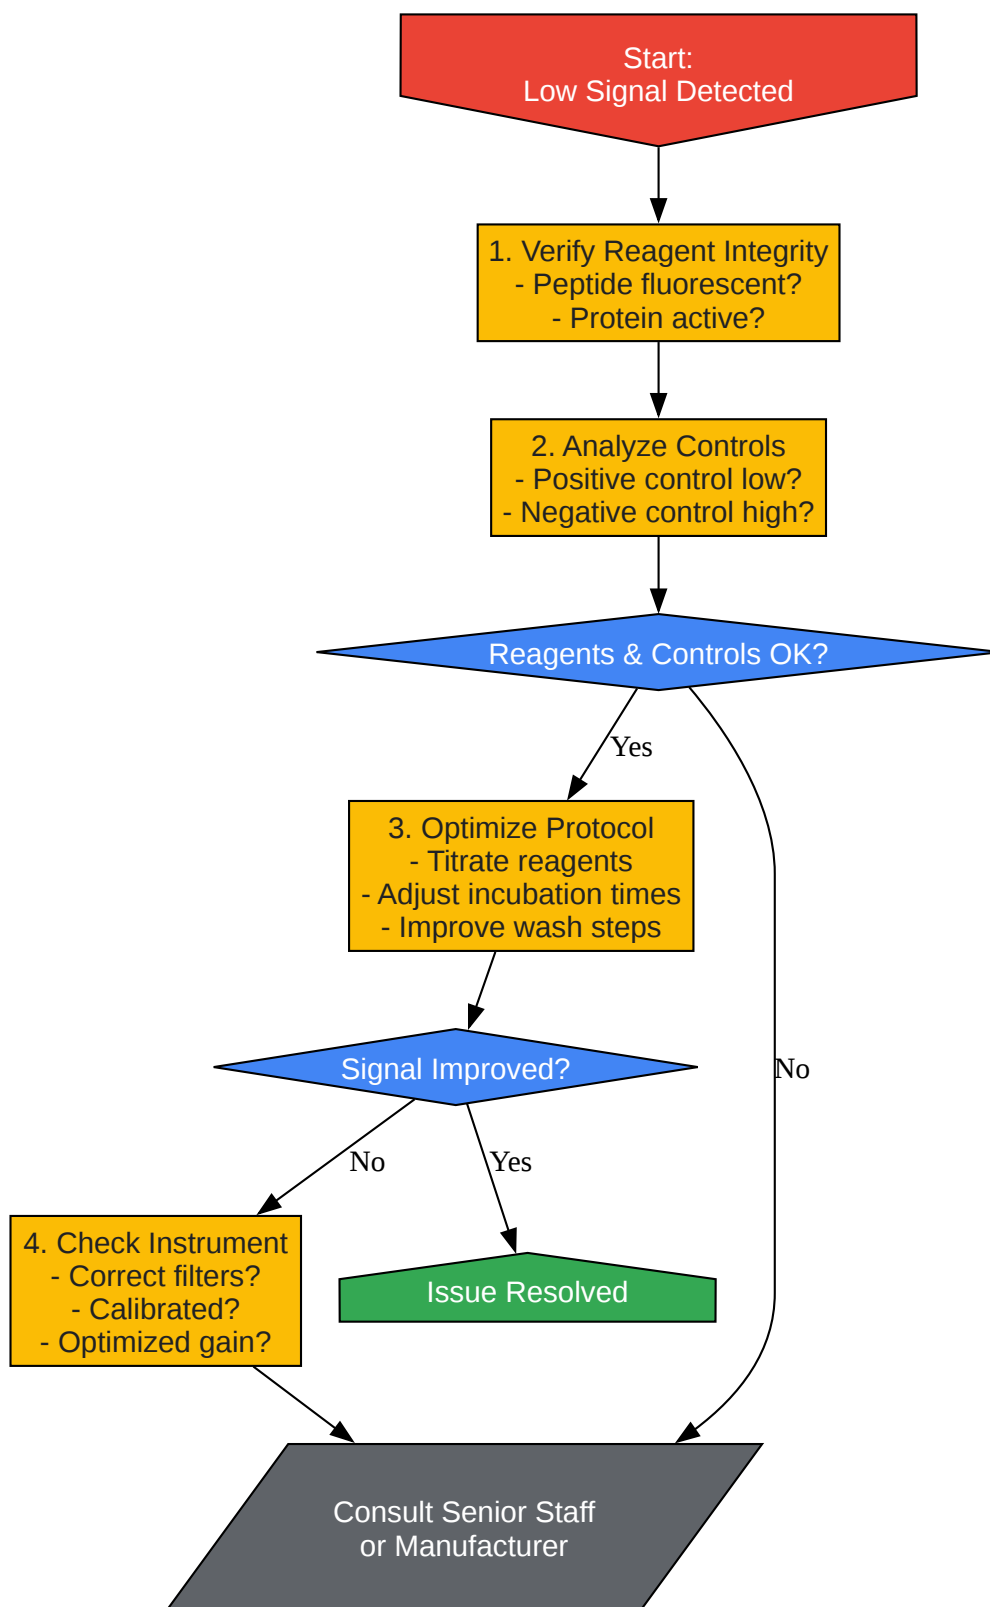 Start:
Low Signal Detected
1. Verify Reagent Integrity
- Peptide fluorescent?
- Protein active?
2. Analyze Controls
- Positive control low?
- Negative control high?
Reagents & Controls OK?
Yes
3. Optimize Protocol
- Titrate reagents
- Adjust incubation times
- Improve wash steps
Signal Improved?
No
No
Yes
4. Check Instrument
- Correct filters?
- Calibrated?
- Optimized gain?
Issue Resolved
Consult Senior Staff
or Manufacturer